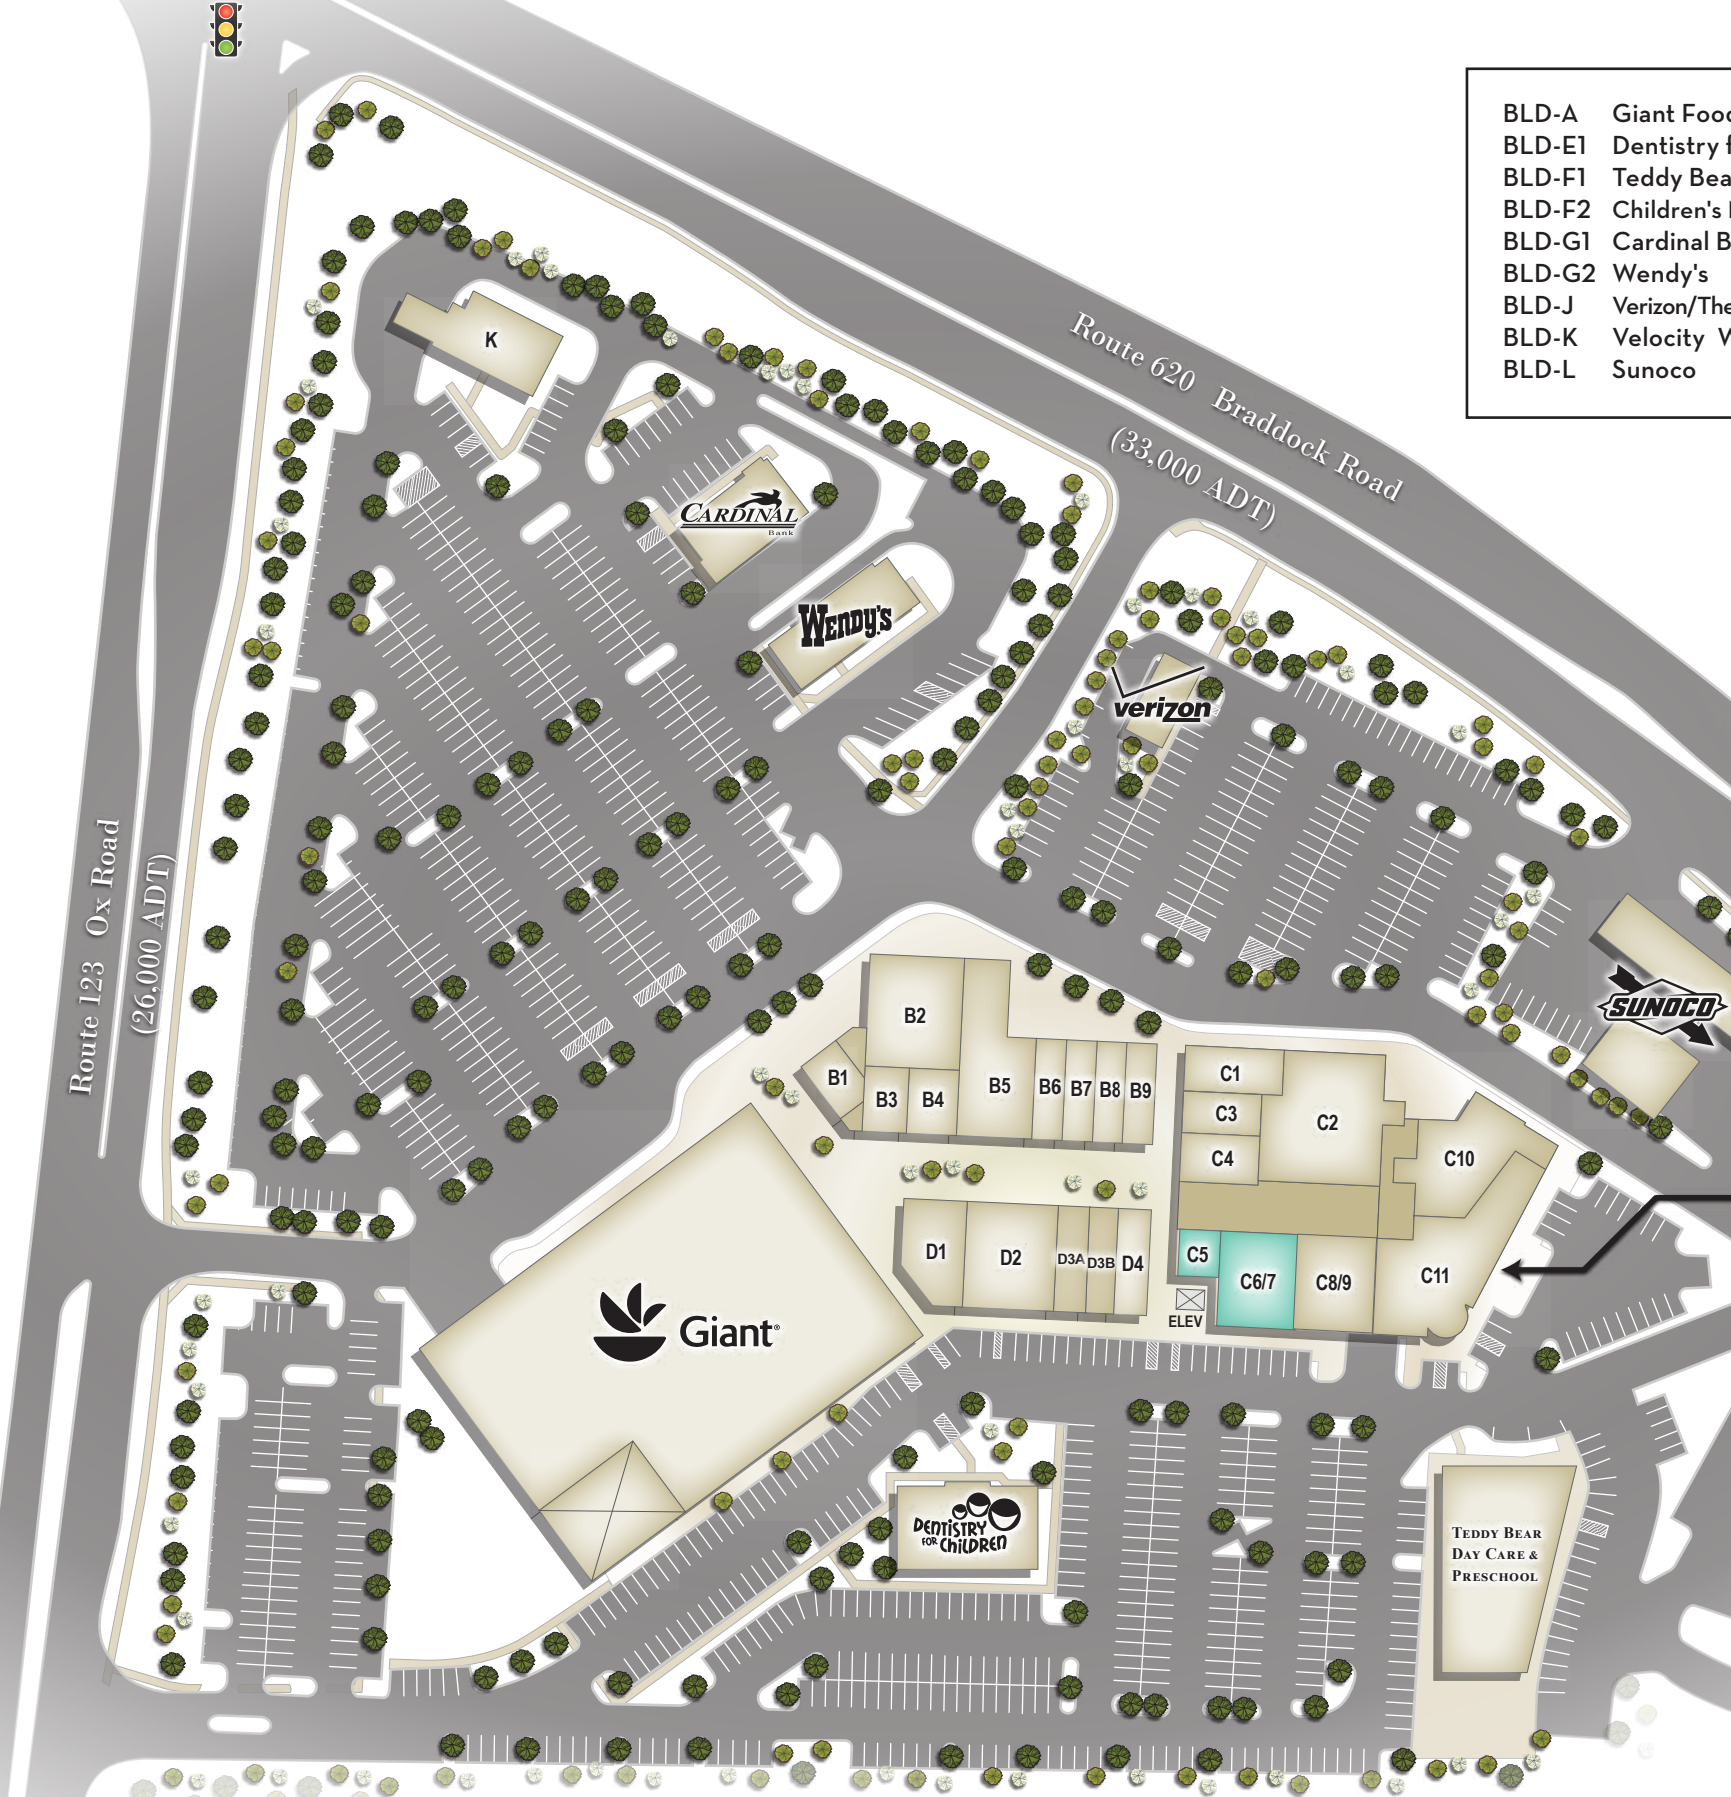 BLD-A Giant Food
BLD-E1 Dentistry f
BLD-F1 Teddy Bea
BLD-F2 Children's
BLD-G1 Cardinal B
BLD-G2 Wendy's
BLD-J Verizon/The
BLD-K Velocity
BLD-L Sunoco
Route 620 Braddock Road
(33,000 ADT)
K
CARDINAL
Bank
WENDY'S
verizon
SUNOCO
Route 123 Ox Road
(26,000 ADT)
B2
B1
B3
B4
B5
B6
B7
B8
B9
C1
C3
C2
C4
C10
D1
D2
D3A
D3B
D4
C5
C6/7
C8/9
C11
ELEV
Giant®
DENTISTRY
FOR CHILDREN
TEDDY BEAR
DAY CARE &
PRESCHOOL